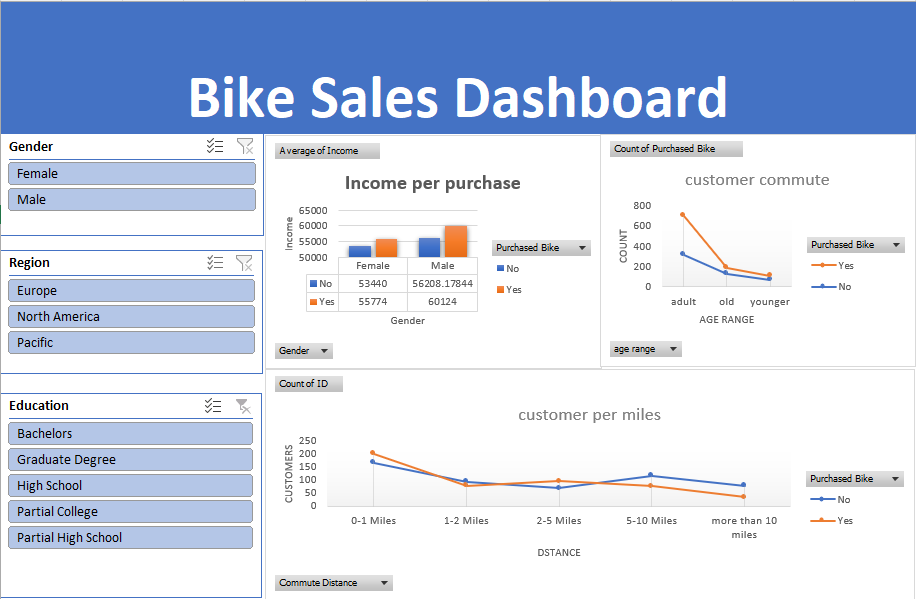 Bike Sales Dashboard
Gender
Female
Male
Region
Europe
North America
Pacific
Education
Bachelors
Graduate Degree
High School
Partial College
Partial High School
Average of Income
Income per purchase
Income
65000
60000
55000
50000
Female Male
No 53440 56208.17844
Yes 55774 60124
Gender
Purchased Bike
No
Yes
Gender
Count of Purchased Bike
customer commute
COUNT
800
600
400
200
0
adult old younger
AGE RANGE
Purchased Bike
Yes
No
age range
Count of ID
customer per miles
CUSTOMERS
250
200
150
100
50
0
0-1 Miles 1-2 Miles 2-5 Miles 5-10 Miles more than 10
miles
DSTANCE
Purchased Bike
No
Yes
Commute Distance